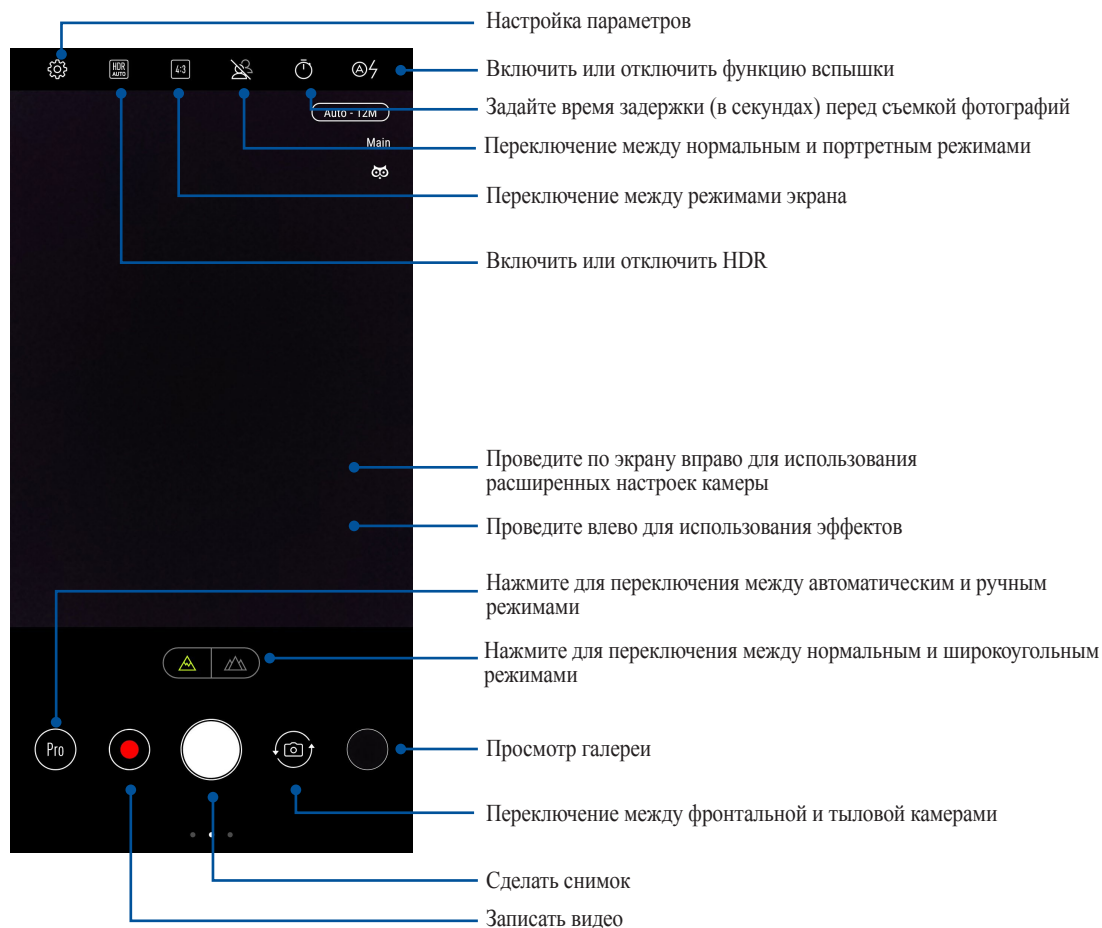 Настройка параметров
HDR
AUTO
4:3
A
Включить или отключить функцию вспышки
Задайте время задержки (в секундах) перед съемкой фотографий
Auto - 12M
Main
Переключение между нормальным и портретным режимами
Переключение между режимами экрана
Включить или отключить HDR
Проведите по экрану вправо для использования
расширенных настроек камеры
Проведите влево для использования эффектов
Нажмите для переключения между автоматическим и ручным
режимами
Нажмите для переключения между нормальным и широкоугольным
режимами
Pro
Просмотр галереи
Переключение между фронтальной и тыловой камерами
Сделать снимок
Записать видео